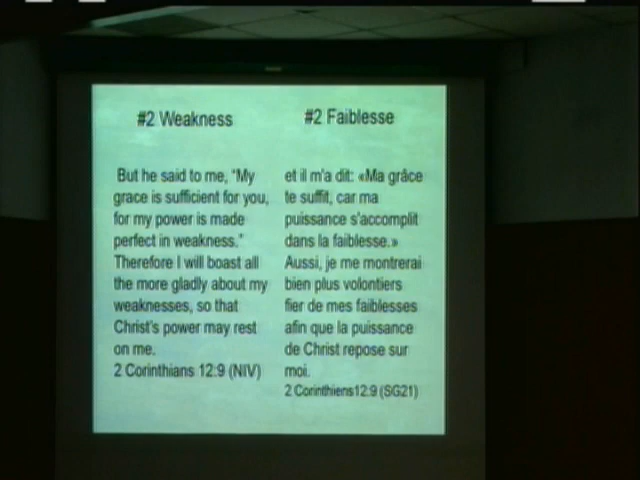 #2 Weakness
But he said to me, "My
grace is sufficient for you,
for my power is made
perfect in weakness."
Therefore I will boast all
the more gladly about my
weaknesses, so that
Christ's power may rest
on me.
2 Corinthians 12:9 (NIV)
#2 Faiblesse
et il m'a dit: «Ma grâce
te suffit, car ma
puissance s'accomplit
dans la faiblesse.»
Aussi, je me montrerai
bien plus volontiers
fier de mes faiblesses
afin que la puissance
de Christ repose sur
moi.
2 Corinthiens 12:9 (SG21)